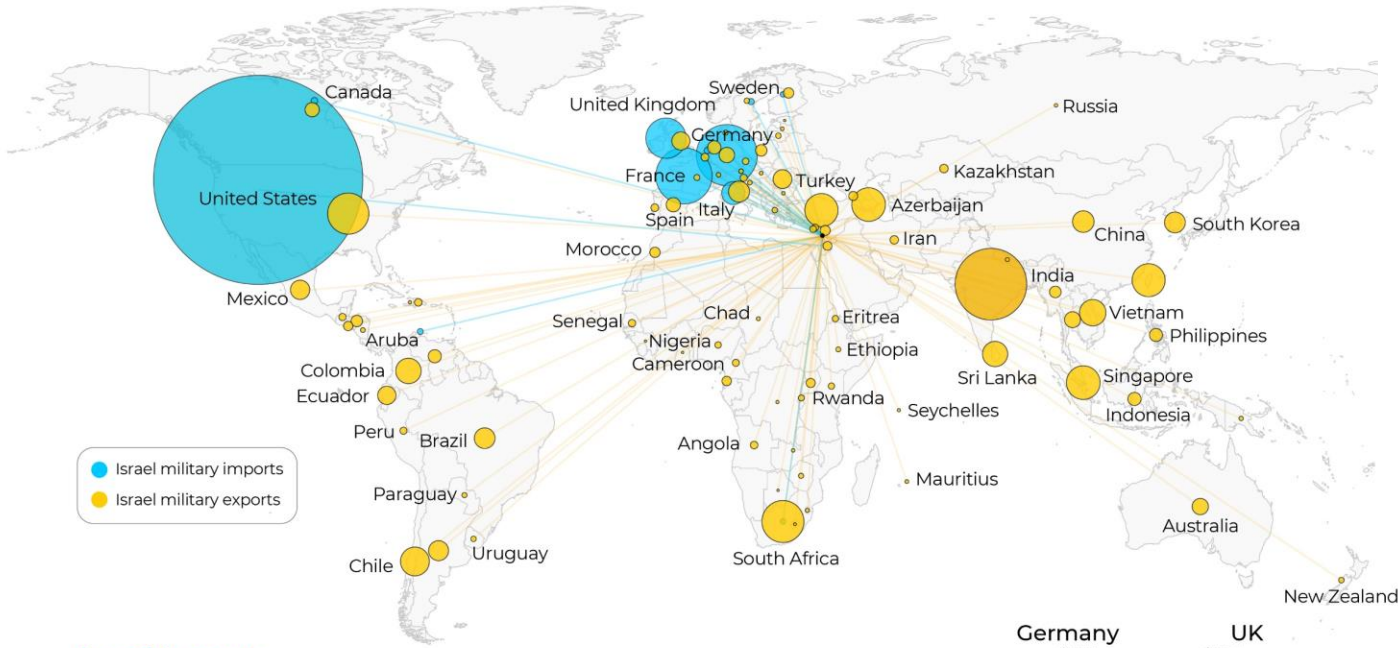 Canada
Sweden
Russia
United Kingdom
Germany
Kazakhstan
France
Turkey
United States
Azerbaijan
Italy
Spain
Iran
China
South Korea
Morocco
India
Mexico
Senegal
Chad
Eritrea
Vietnam
Aruba
Nigeria
Ethiopia
Philippines
Cameroon
Colombia
Sri Lanka
Singapore
Ecuador
Rwanda
Seychelles
Indonesia
Peru
Brazil
Angola
Israel military imports
Mauritius
Paraguay
Israel military exports
Australia
Uruguay
South Africa
Chile
New Zealand
Germany UK